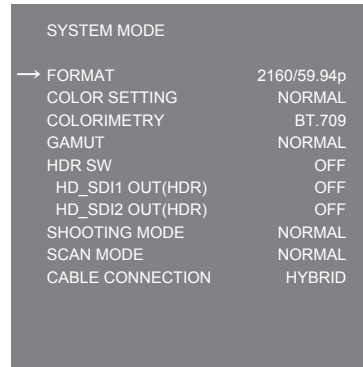 SYSTEM MODE
→ FORMAT 2160/59.94p
COLOR SETTING NORMAL
COLORIMETRY BT.709
GAMUT NORMAL
HDR SW OFF
HD_SDI1 OUT(HDR) OFF
HD_SDI2 OUT(HDR) OFF
SHOOTING MODE NORMAL
SCAN MODE NORMAL
CABLE CONNECTION HYBRID